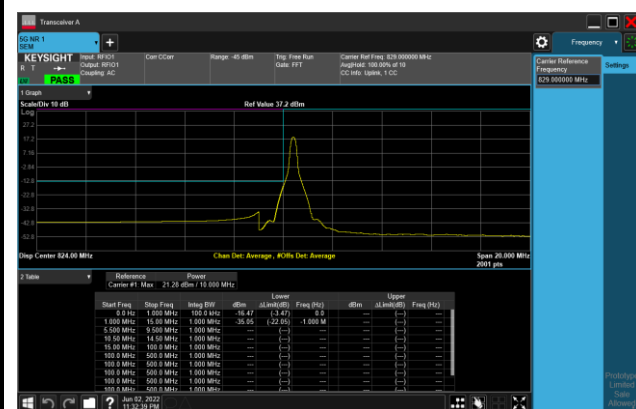 Transceiver A
5G NR 1
SEM
Frequency
KEYSIGHT
R T
PASS
Input: RFIO1
Output: RFIO1
Coupling: AC
Corr CCorr
Range: -45 dBm
Trig: Free Run
Gate: FFT
Carrier Ref Freq: 829.000000 MHz
Avg|Hold: 100.00% of 10
CC Info: Uplink, 1 CC
Carrier Reference
Frequency
829.000000 MHz
Settings
1 Graph
Scale/Div 10 dB
Ref Value 37.2 dBm
Log
27.2
17.2
7.16
-2.84
-12.8
-22.8
-32.8
-42.8
-52.8
Disp Center 824.00 MHz
Chan Det: Average , #Offs Det: Average
Span 20.000 MHz
2001 pts
2 Table
Reference Power
Carrier #1 Max 21.28 dBm / 10.000 MHz
Lower Upper
Start Freq Stop Freq Integ BW dBm ΔLimit(dB) Freq (Hz) dBm ΔLimit(dB) Freq (Hz)
0.0 Hz 1.000 MHz 100.0 kHz -16.47 (-3.47) 0.0 --- (---) ---
1.000 MHz 15.00 MHz 1.000 MHz -35.05 (-22.05) -1.000 M --- (---) ---
5.500 MHz 9.500 MHz 1.000 MHz --- (---) --- --- (---) ---
10.50 MHz 14.50 MHz 1.000 MHz --- (---) --- --- (---) ---
15.00 MHz 100.0 MHz 1.000 MHz --- (---) --- --- (---) ---
100.0 MHz 500.0 MHz 1.000 MHz --- (---) --- --- (---) ---
100.0 MHz 500.0 MHz 1.000 MHz --- (---) --- --- (---) ---
100.0 MHz 500.0 MHz 1.000 MHz --- (---) --- --- (---) ---
100.0 MHz 500.0 MHz 1.000 MHz --- (---) --- --- (---) ---
Jun 02, 2022
11:32:39 PM
Prototype
Limited
Sale
Allowed